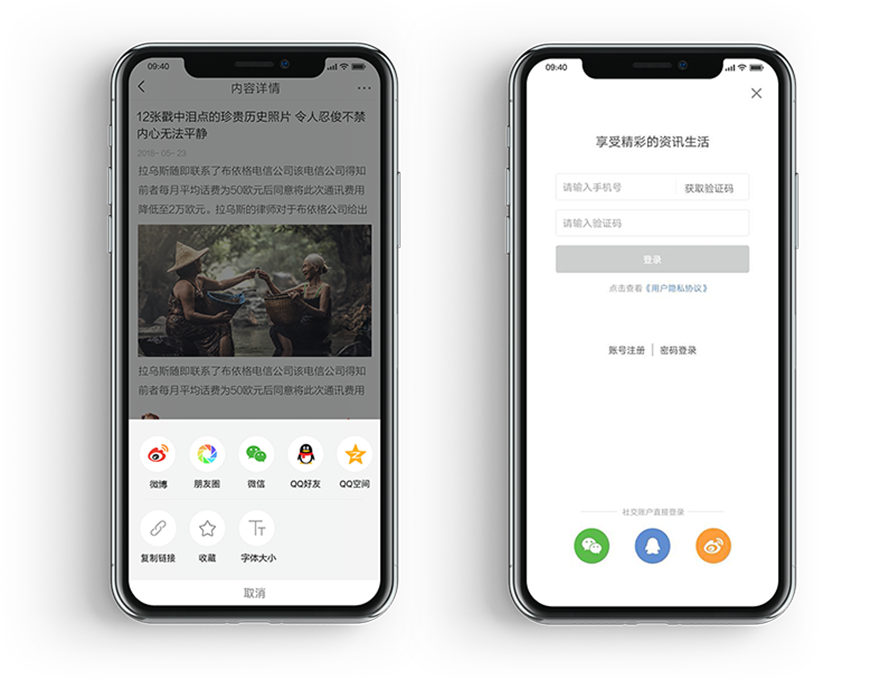 09:40
内容详情
12张戳中泪点的珍贵历史照片 令人忍俊不禁
内心无法平静
2018-05-23
拉乌斯随即联系了布依格电信公司该电信公司得知
前者每月平均话费为50欧元后同意将此次通讯费用
降低至2万欧元。拉乌斯的律师对于布依格公司给出
拉乌斯随即联系了布依格电信公司该电信公司得知
前者每月平均话费为50欧元后同意将此次通讯费用
微博 朋友圈 微信 QQ好友 QQ空间
复制链接 收藏 字体大小
取消
09:40
享受精彩的资讯生活
请输入手机号 获取验证码
请输入验证码
登录
点击查看《用户隐私协议》
账号注册 | 密码登录
社交账户直接登录